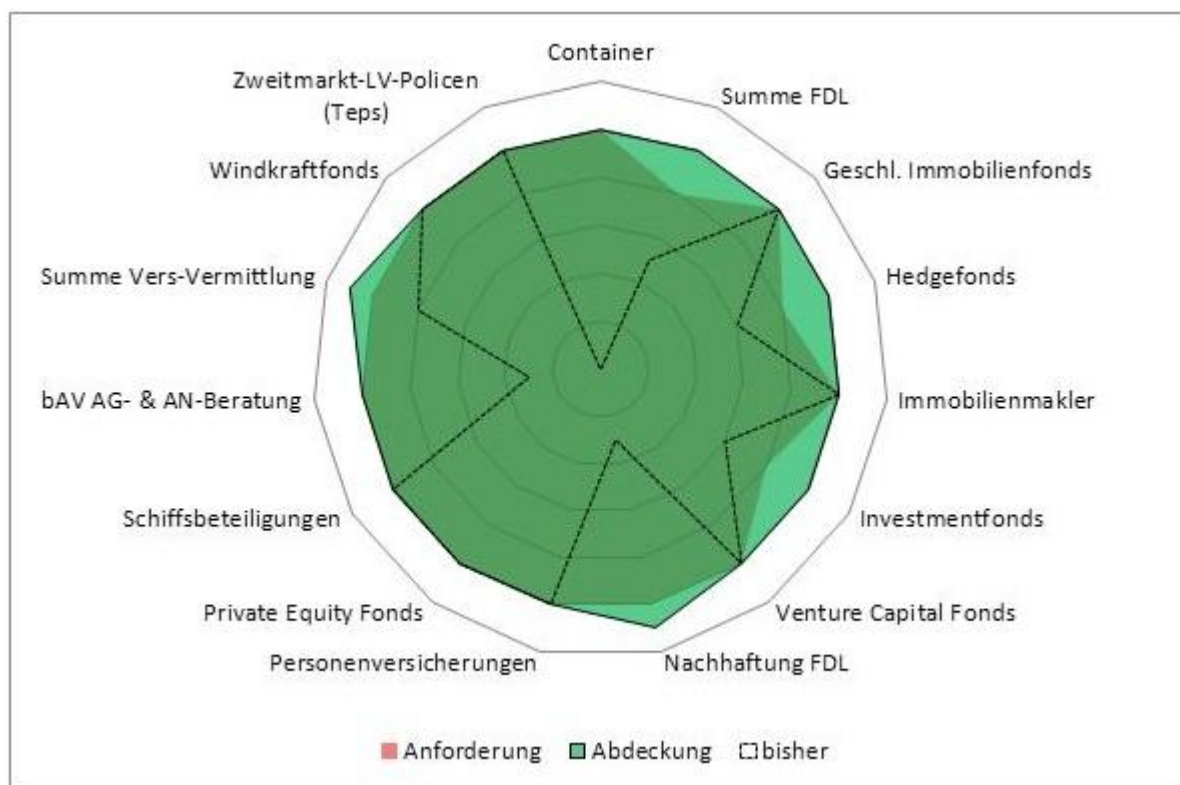 Container
Zweitmarkt-LV-Policen
(Teps)
Summe FDL
Windkraftfonds
Geschl. Immobilienfonds
Summe Vers-Vermittlung
Hedgefonds
bAV AG- & AN-Beratung
Immobilienmakler
Schiffsbeteiligungen
Investmentfonds
Private Equity Fonds
Venture Capital Fonds
Personenversicherungen
Nachhaftung FDL
Anforderung
Abdeckung
bisher